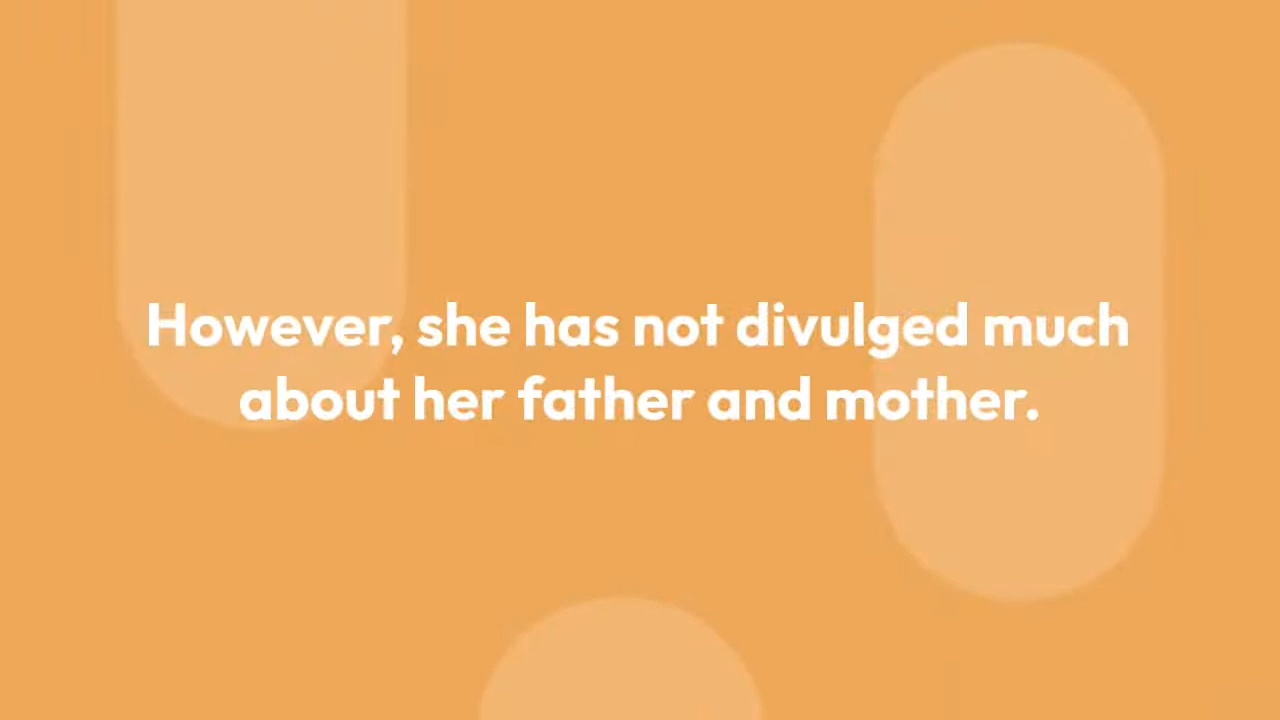 However, she has not divulged much
about her father and mother.